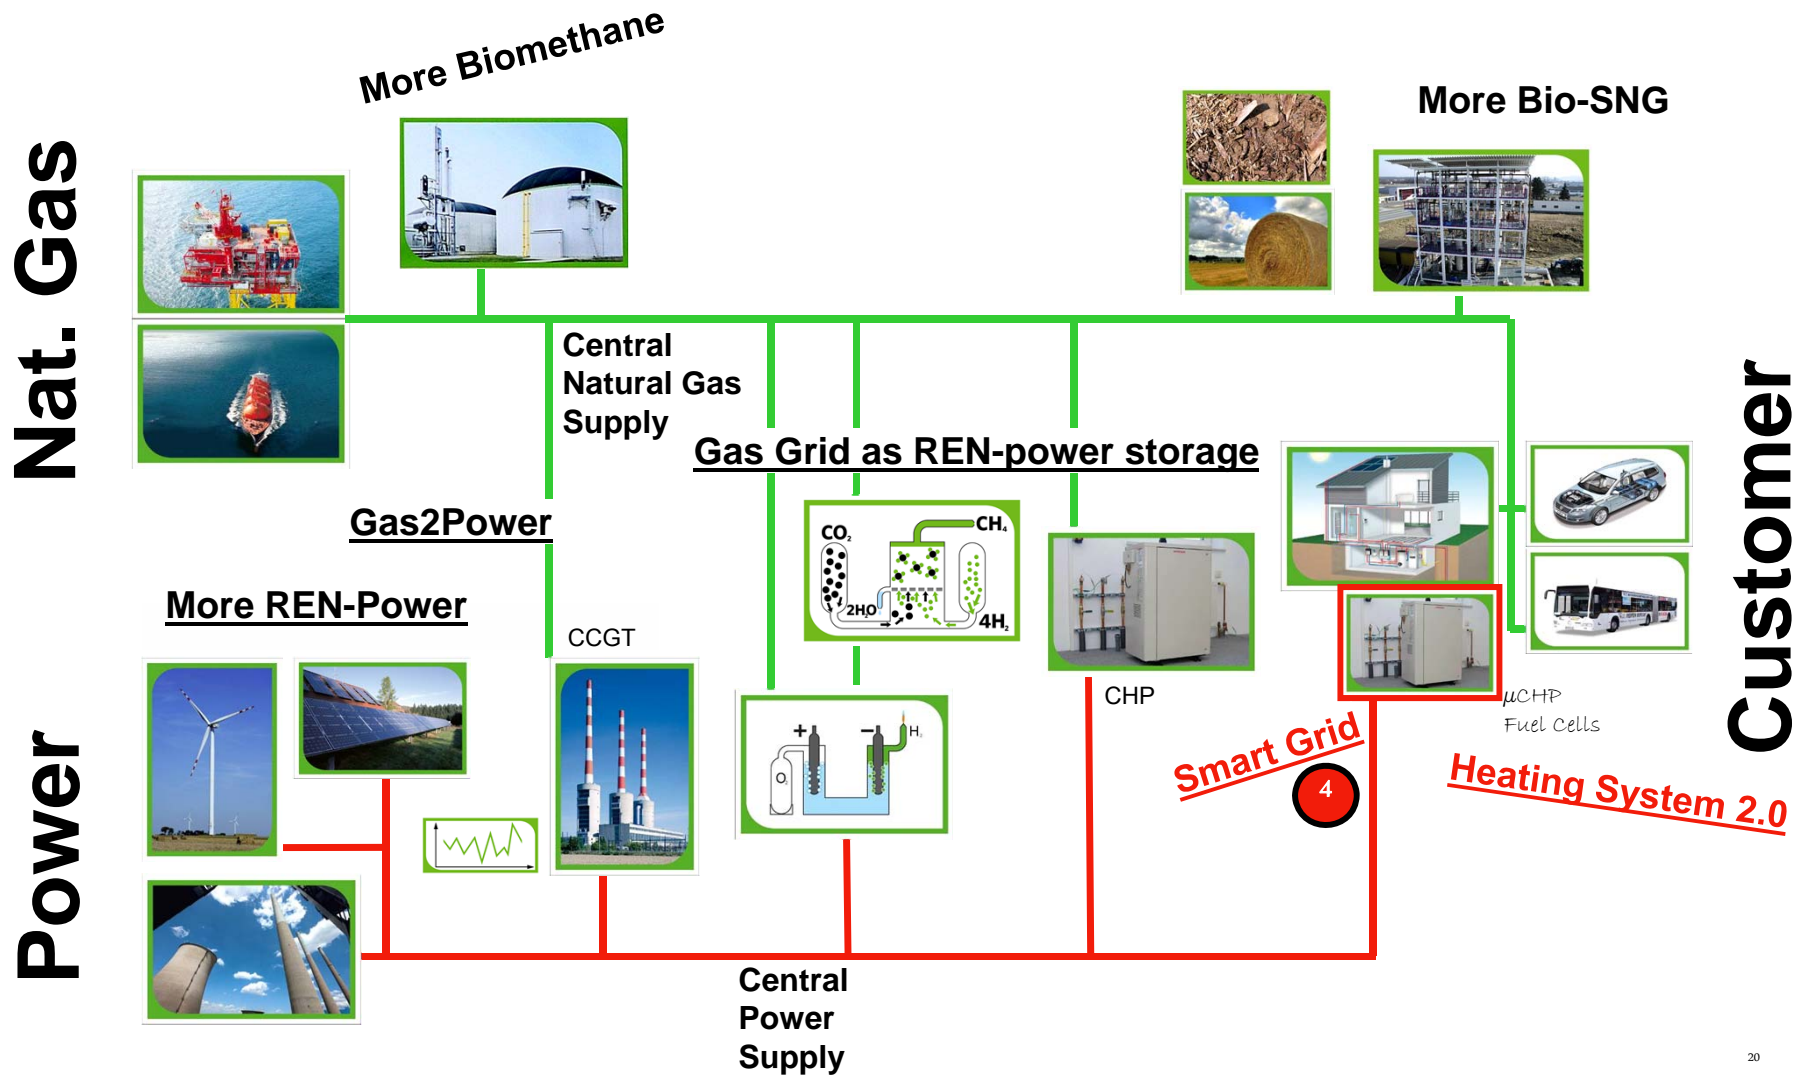 More Biomethane
More Bio-SNG
Nat. Gas
Central
Natural Gas
Supply
Gas Grid as REN-power storage
Customer
Gas2Power
More REN-Power
CO₂
CH₄
2H₂O
4H₂
CCGT
CHP
µCHP
Fuel Cells
Smart Grid
4
Heating System 2.0
+
−
H₂
O₂
Power
Central
Power
Supply
20